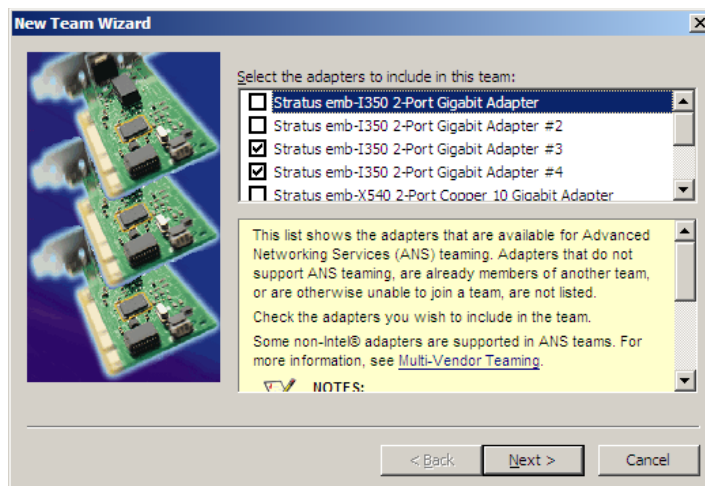 New Team Wizard
Select the adapters to include in this team:
Stratus emb-I350 2-Port Gigabit Adapter
Stratus emb-I350 2-Port Gigabit Adapter #2
Stratus emb-I350 2-Port Gigabit Adapter #3
Stratus emb-I350 2-Port Gigabit Adapter #4
Stratus emb-X540 2-Port Copper 10 Gigabit Adapter
This list shows the adapters that are available for Advanced
Networking Services (ANS) teaming. Adapters that do not
support ANS teaming, are already members of another team,
or are otherwise unable to join a team, are not listed.
Check the adapters you wish to include in the team.
Some non-Intel® adapters are supported in ANS teams. For
more information, see Multi-Vendor Teaming.
NOTES:
< Back
Next >
Cancel